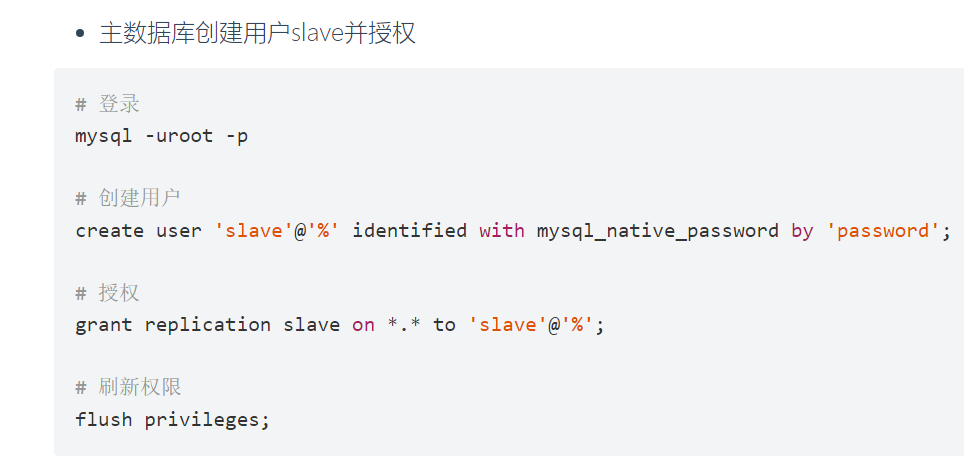 主数据库创建用户slave并授权
# 登录
mysql -uroot -p
# 创建用户
create user 'slave'@'%' identified with mysql_native_password by 'password';
# 授权
grant replication slave on *.* to 'slave'@'%';
# 刷新权限
flush privileges;